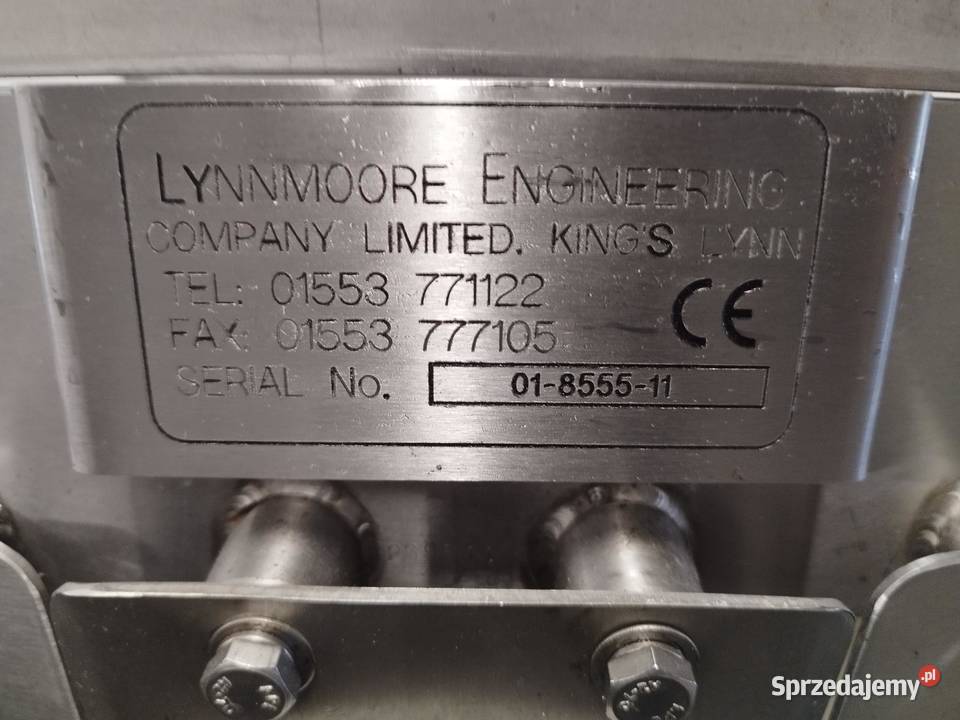 LYNNMOORE ENGINEERING
COMPANY LIMITED. KING'S LYNN
TEL: 01553 771122
FAX: 01553 777105
CE
SERIAL No. 01-8555-11
Sprzedajemy.pl